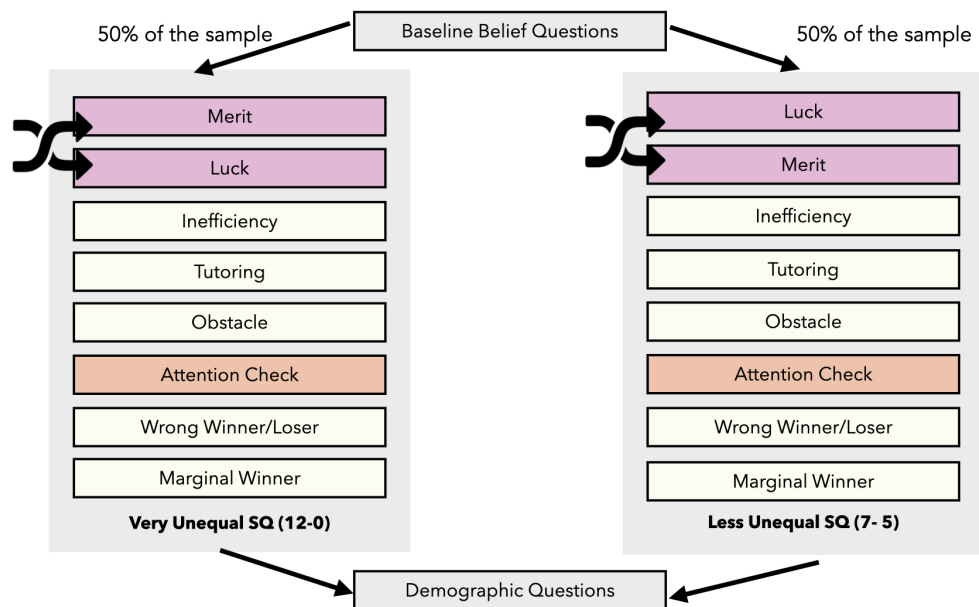 Baseline Belief Questions
50% of the sample
50% of the sample
Merit
Luck
Inefficiency
Tutoring
Obstacle
Attention Check
Wrong Winner/Loser
Marginal Winner
Very Unequal SQ (12-0)
Luck
Merit
Inefficiency
Tutoring
Obstacle
Attention Check
Wrong Winner/Loser
Marginal Winner
Less Unequal SQ (7- 5)
Demographic Questions